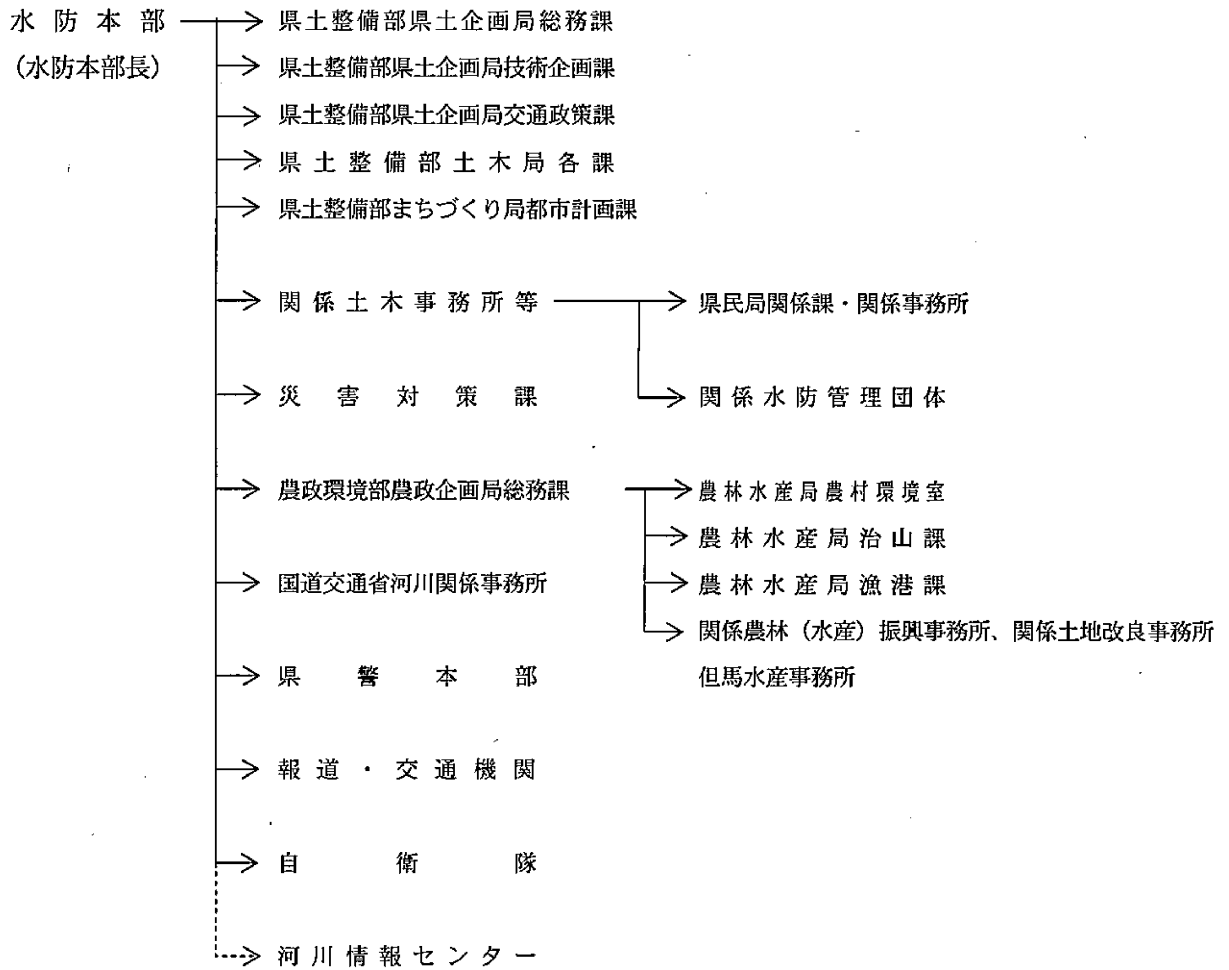 水防本部
(水防本部長)
県土整備部県土企画局総務課
県土整備部県土企画局技術企画課
県土整備部県土企画局交通政策課
県土整備部土木局各課
県土整備部まちづくり局都市計画課
関係土木事務所等
県民局関係課・関係事務所
関係水防管理団体
災害対策課
農政環境部農政企画局総務課
農林水産局農村環境室
農林水産局治山課
農林水産局漁港課
関係農林（水産）振興事務所、関係土地改良事務所
但馬水産事務所
国道交通省河川関係事務所
県警本部
報道・交通機関
自衛隊
河川情報センター